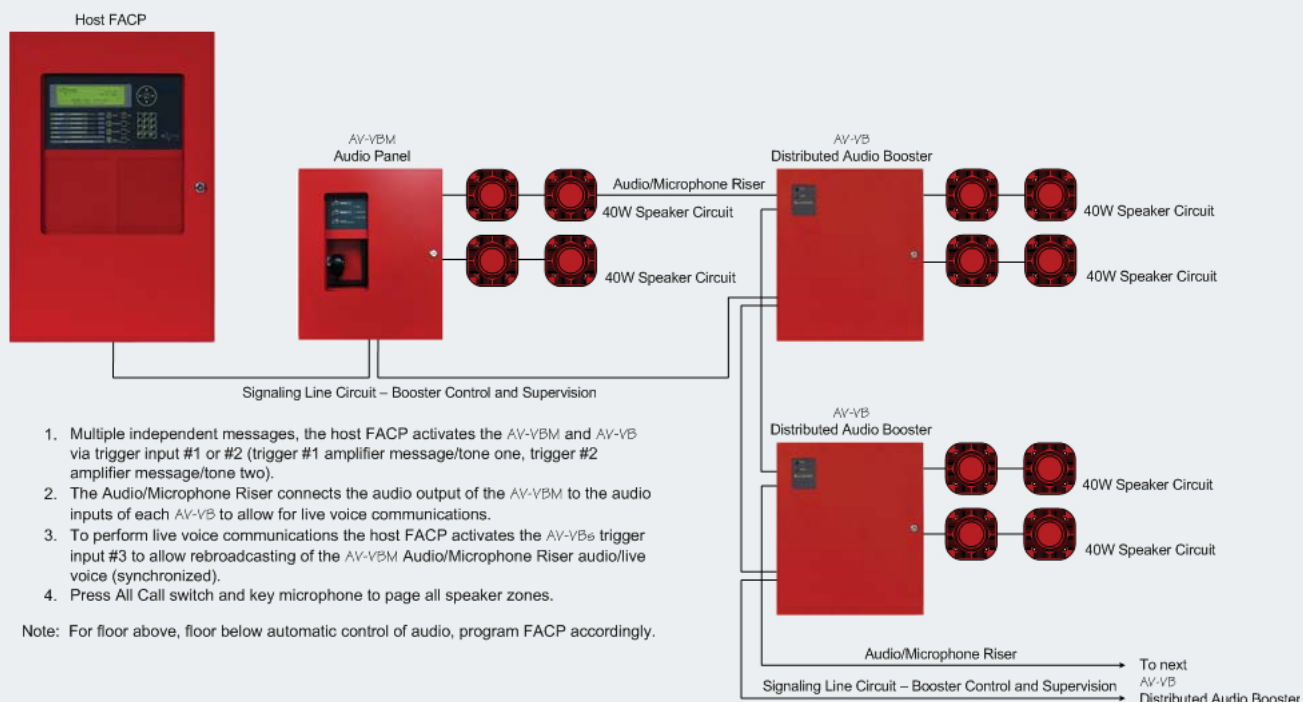 Host FACP
AV-VBM
Audio Panel
AV-VB
Distributed Audio Booster
Audio/Microphone Riser
40W Speaker Circuit
40W Speaker Circuit
40W Speaker Circuit
40W Speaker Circuit
Signaling Line Circuit – Booster Control and Supervision
1. Multiple independent messages, the host FACP activates the AV-VBM and AV-VB
via trigger input #1 or #2 (trigger #1 amplifier message/tone one, trigger #2
amplifier message/tone two).
2. The Audio/Microphone Riser connects the audio output of the AV-VBM to the audio
inputs of each AV-VB to allow for live voice communications.
3. To perform live voice communications the host FACP activates the AV-VBs trigger
input #3 to allow rebroadcasting of the AV-VBM Audio/Microphone Riser audio/live
voice (synchronized).
4. Press All Call switch and key microphone to page all speaker zones.
Note: For floor above, floor below automatic control of audio, program FACP accordingly.
AV-VB
Distributed Audio Booster
40W Speaker Circuit
40W Speaker Circuit
Audio/Microphone Riser
To next
Signaling Line Circuit – Booster Control and Supervision
AV-VB
Distributed Audio Booster